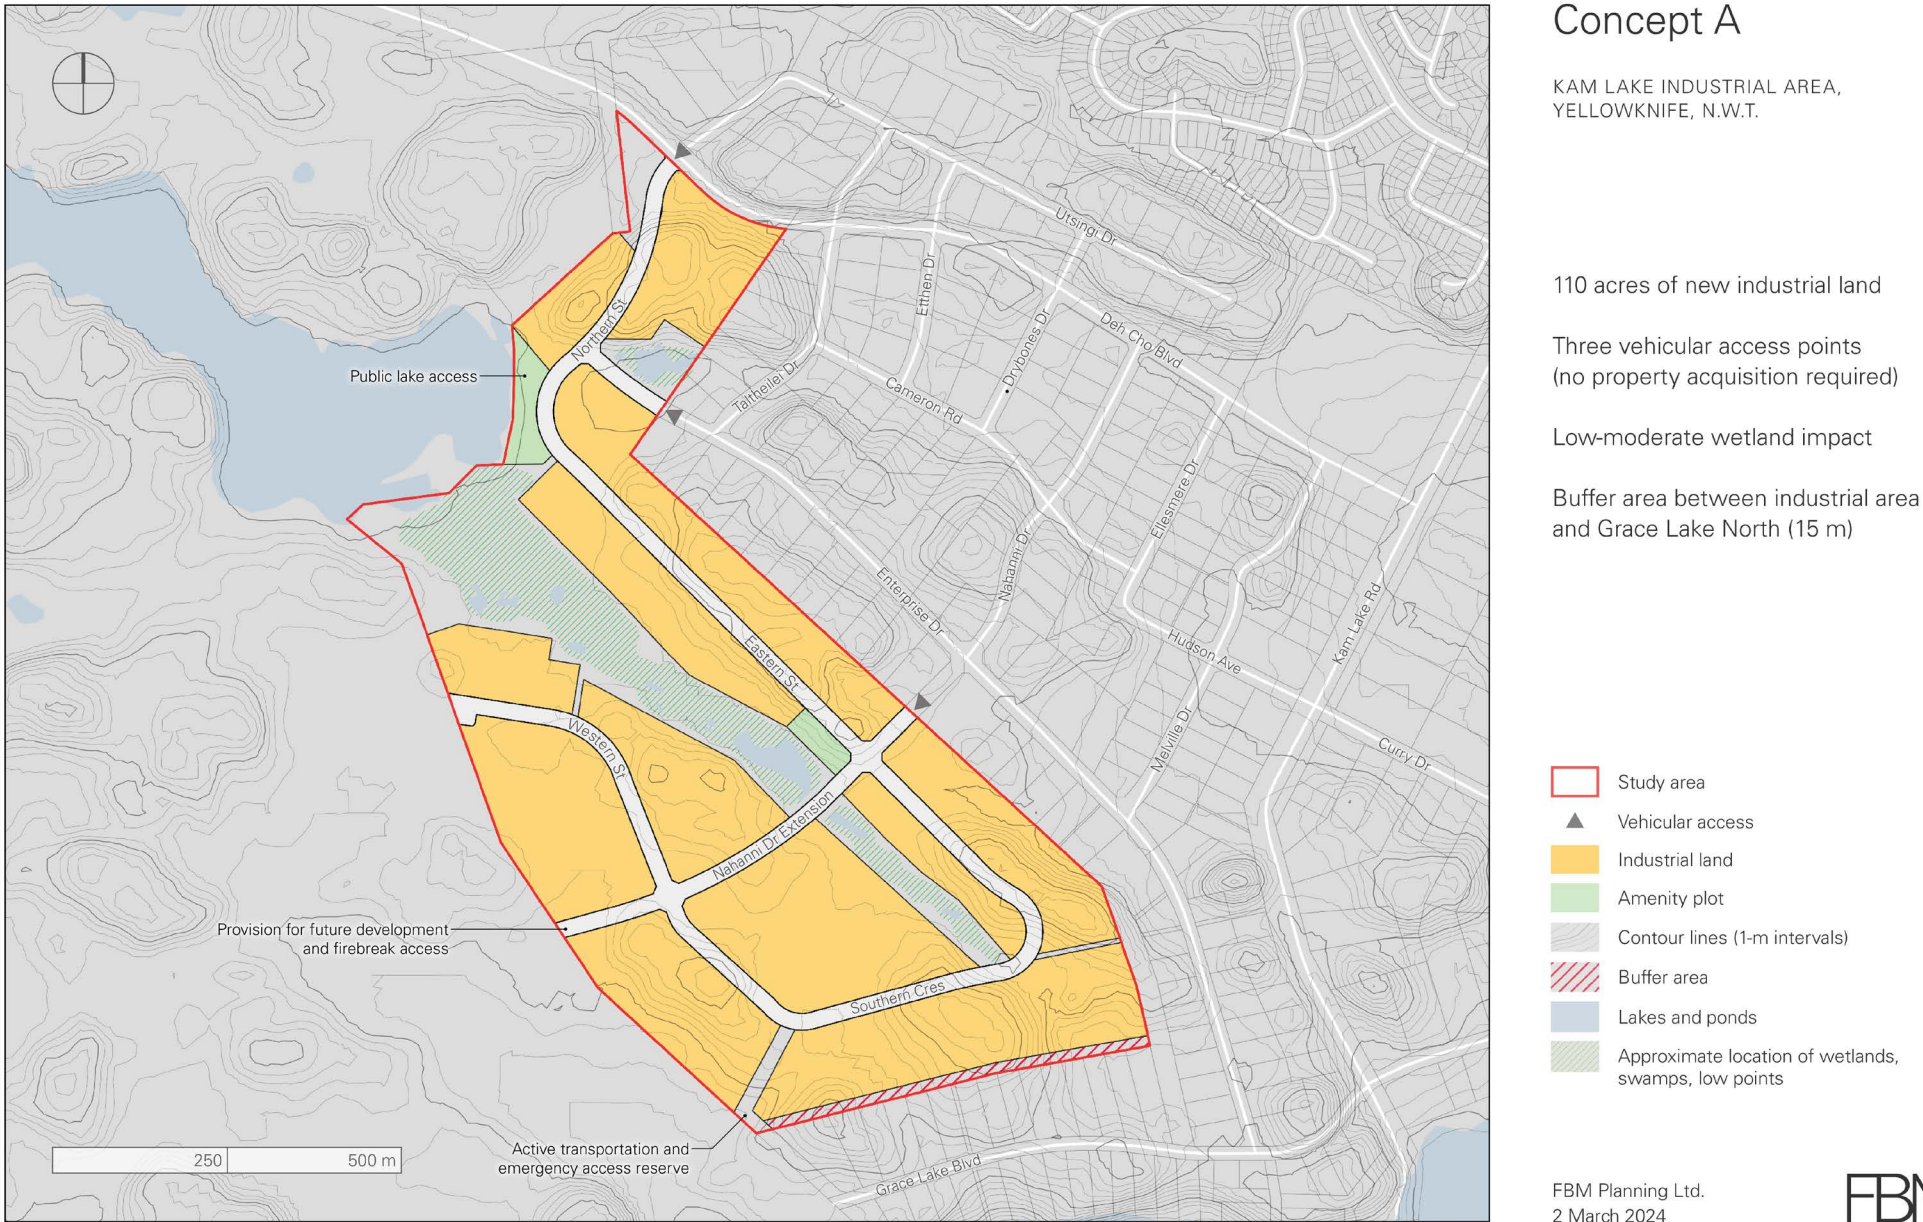 Concept A
KAM LAKE INDUSTRIAL AREA,
YELLOWKNIFE, N.W.T.
110 acres of new industrial land
Three vehicular access points
(no property acquisition required)
Low-moderate wetland impact
Buffer area between industrial area
and Grace Lake North (15 m)
Study area
Vehicular access
Industrial land
Amenity plot
Contour lines (1-m intervals)
Buffer area
Lakes and ponds
Approximate location of wetlands,
swamps, low points
FBM Planning Ltd.
2 March 2024
FBM
Utsingi Dr
Etthen Dr
Deh Cho Blvd
Drybones Dr
Northern St
Public lake access
Taltheilei Dr
Cameron Rd
Ellesmere Dr
Nahanni Dr
Enterprise Dr
Kam Lake Rd
Hudson Ave
Eastern St
Melville Dr
Curry Dr
Western St
Nahanni Dr Extension
Provision for future development
and firebreak access
Southern Cres
Active transportation and
emergency access reserve
Grace Lake Blvd
250
500 m